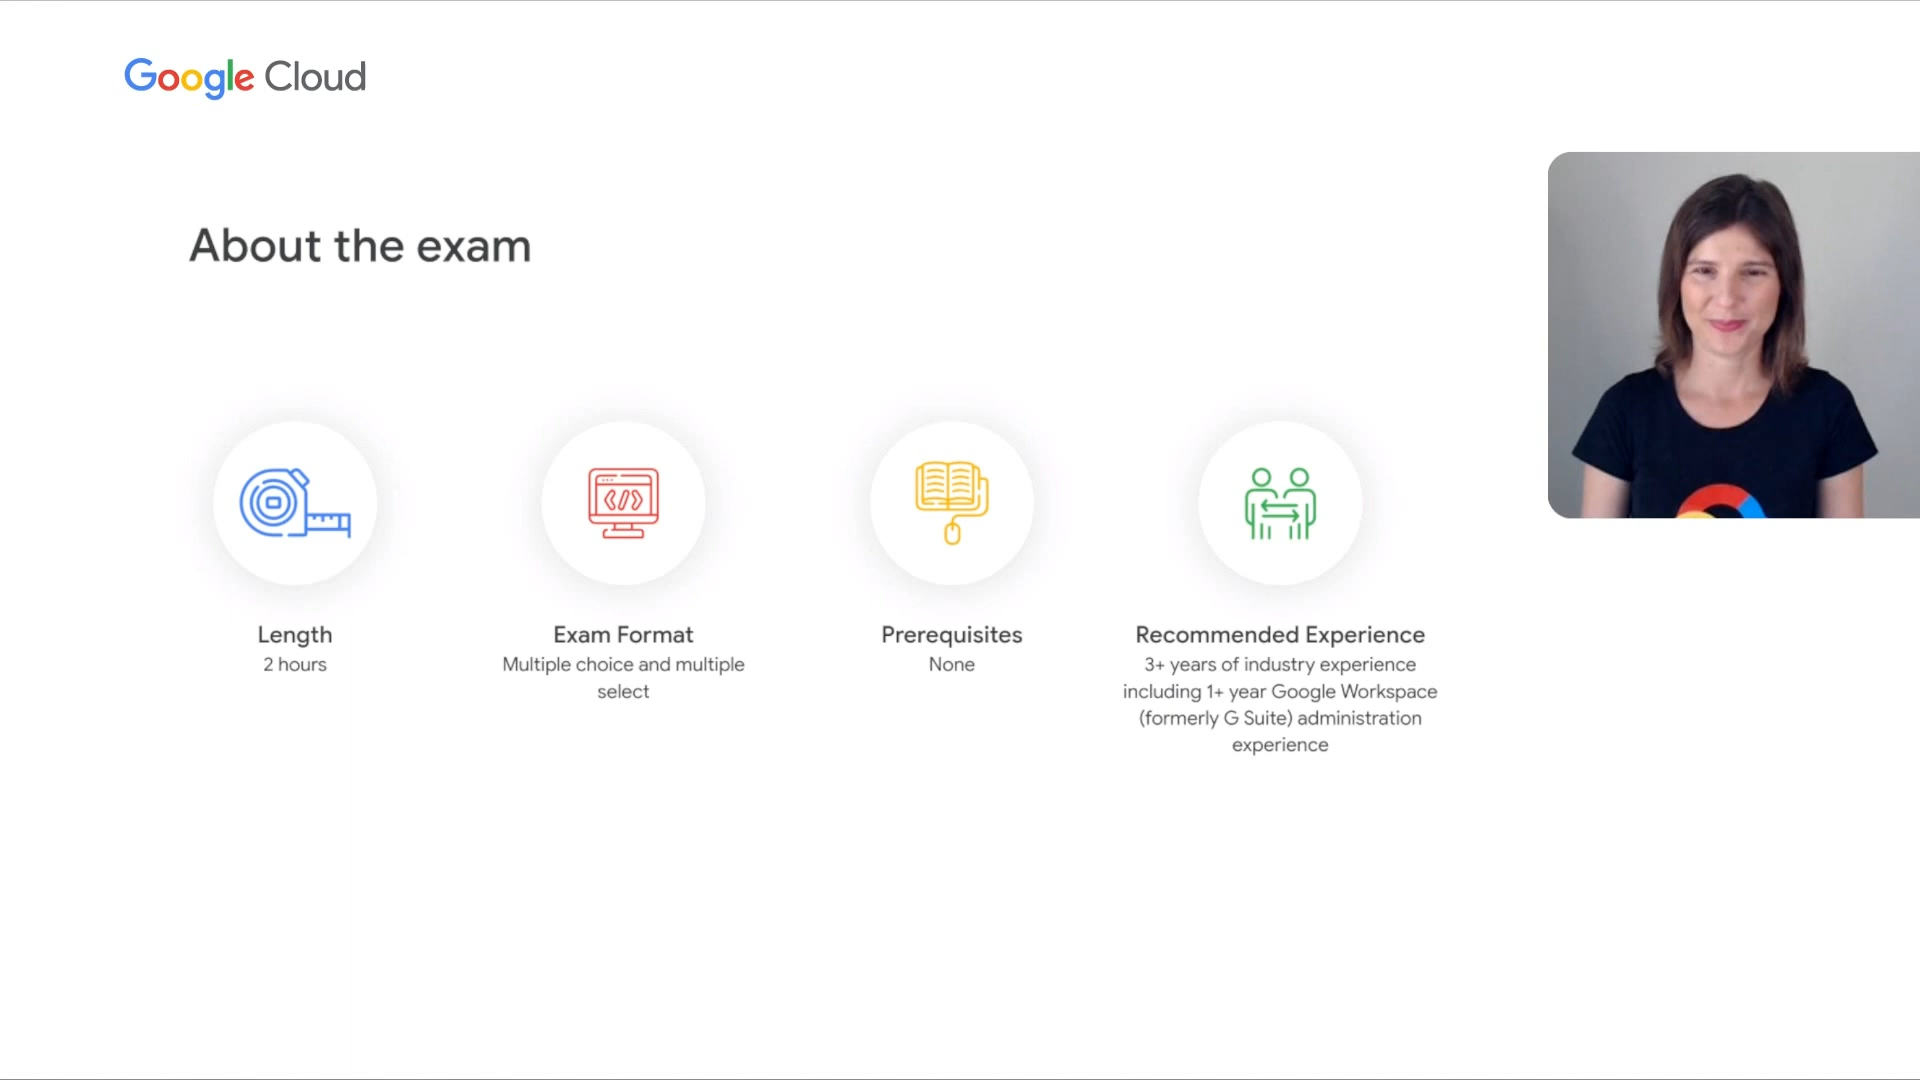 Google Cloud
About the exam
Length
2 hours
Exam Format
Multiple choice and multiple
select
Prerequisites
None
Recommended Experience
3+ years of industry experience
including 1+ year Google Workspace
(formerly G Suite) administration
experience